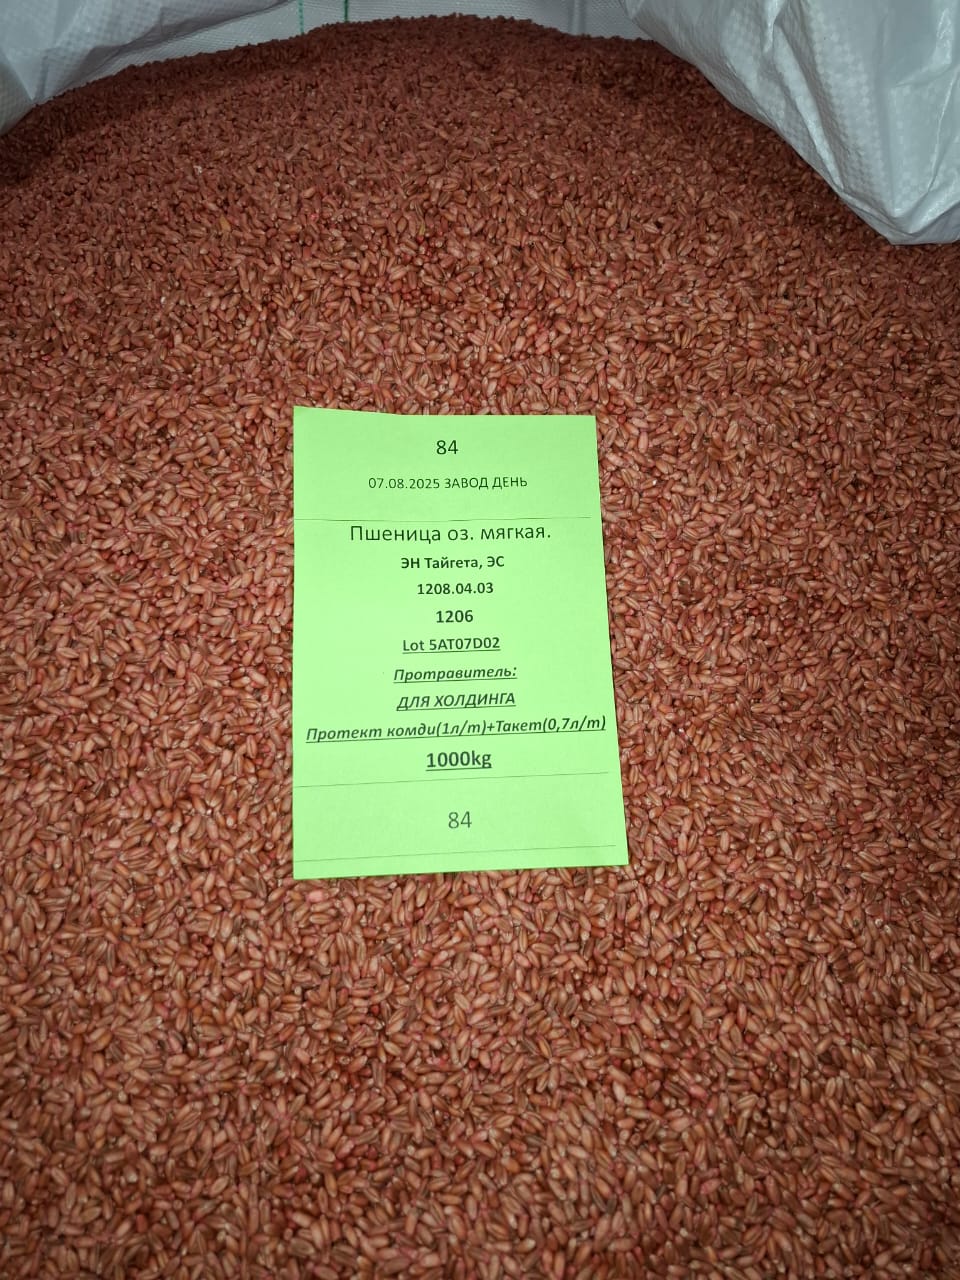 84
07.08.2025 ЗАВОД ДЕНЬ
Пшеница оз. мягкая.
ЭН Тайгета, ЭС
1208.04.03
1206
Lot 5AT07D02
Протравитель:
ДЛЯ ХОЛДИНГА
Протект комди(1л/т)+Такет(0,7л/т)
1000kg
84